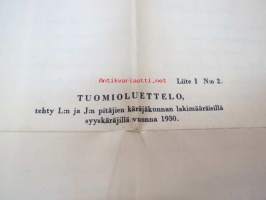 Antikvariaatti.net
Liite 1 N:o 2.
TUOMIOLUETTELO,
tehty L:n ja J:n pitäjien käräjäkunnan lakimääräisillä
syyskäräjillä vuonna 1930.